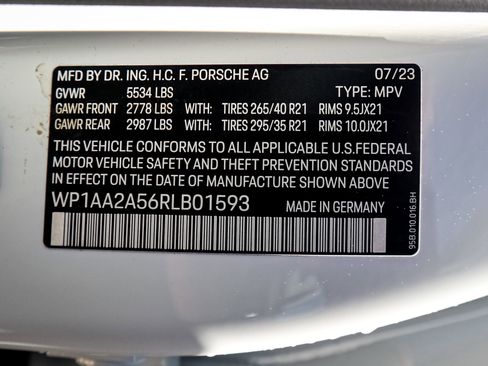 MFD BY DR. ING. H.C. F. PORSCHE AG 07/23
GVWR 5534 LBS TYPE: MPV
GAWR FRONT 2778 LBS WITH: TIRES 265/40 R21 RIMS 9.5JX21
GAWR REAR 2987 LBS WITH: TIRES 295/35 R21 RIMS 10.0JX21
THIS VEHICLE CONFORMS TO ALL APPLICABLE U.S.FEDERAL
MOTOR VEHICLE SAFETY AND THEFT PREVENTION STANDARDS
IN EFFECT ON THE DATE OF MANUFACTURE SHOWN ABOVE
WP1AA2A56RLB01593 MADE IN GERMANY
95B.010.016.BH